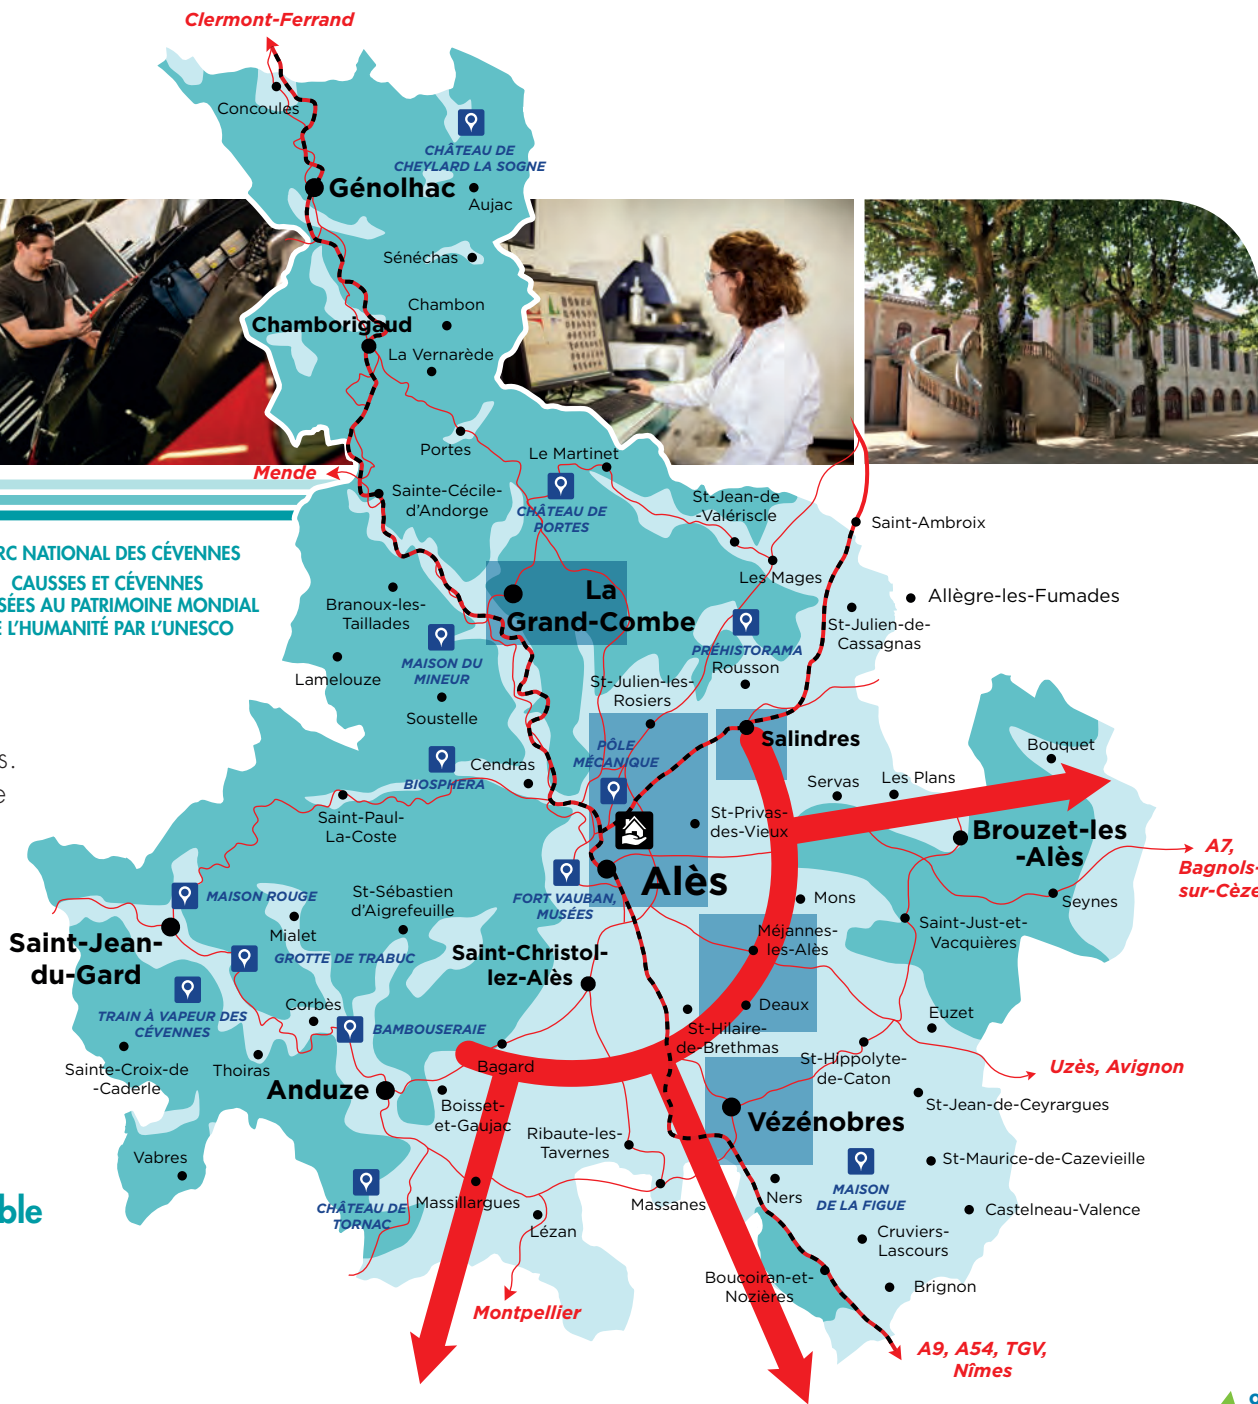 Clermont-Ferrand
Concoules
CHÂTEAU DE
CHEYLARD LA SOGNE
Génolhac
Aujac
Sénéchas
Chambon
Chamborigaud
La Vernarède
Portes
Le Martinet
Mende
Sainte-Cécile-
d'Andorge
CHÂTEAU DE
PORTES
St-Jean-de
-Valériscle
Saint-Ambroix
RC NATIONAL DES CÉVENNES
CAUSSES ET CÉVENNES
SÉES AU PATRIMOINE MONDIAL
E L'HUMANITÉ PAR L'UNESCO
Les Mages
La
Grand-Combe
Branoux-les-
Taillades
Allègre-les-Fumades
St-Julien-de-
Cassagnas
MAISON DU
MINEUR
PRÉHISTORAMA
Rousson
Lamelouze
St-Julien-les-
Rosiers
Soustelle
Salindres
PÔLE
MÉCANIQUE
Bouquet
s.
e
Cendras
BIOSPHERA
Servas
Les Plans
Saint-Paul-
La-Coste
St-Privas-
des-Vieux
Brouzet-les
-Alès
A7,
Bagnols-
sur-Cèze
Alès
MAISON ROUGE
St-Sébastien
d'Aigrefeuille
FORT VAUBAN,
MUSÉES
Mons
Seynes
Mialet
Saint-Jean-
du-Gard
GROTTE DE TRABUC
Saint-Christol-
lez-Alès
Méjannes-
les-Alès
Saint-Just-et-
Vacquières
TRAIN À VAPEUR DES
CÉVENNES
Corbès
BAMBOUSERAIE
Deaux
Euzet
St-Hilaire-
de-Brethmas
Sainte-Croix-de
-Caderle
Thoiras
Bagard
St-Hippolyte-
de-Caton
Uzès, Avignon
Anduze
Boisset-
et-Gaujac
St-Jean-de-Ceyrargues
Vézénobres
Ribaute-les-
Tavernes
Vabres
St-Maurice-de-Cazevieille
MAISON
DE LA FIGUE
ble
CHÂTEAU DE
TORNAC
Massillargues
Massanes
Ners
Castelneau-Valence
Lézan
Cruviers-
Lascours
Boucoiran-et-
Nozières
Brignon
Montpellier
A9, A54, TGV,
Nîmes